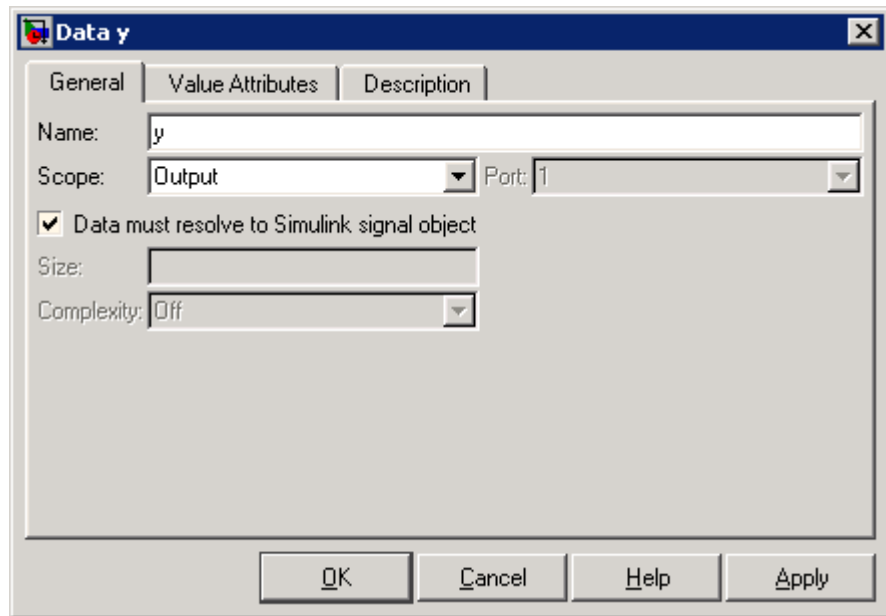 Data y
General Value Attributes Description
Name: y
Scope: Output Port: 1
Data must resolve to Simulink signal object
Size:
Complexity: Off
OK Cancel Help Apply